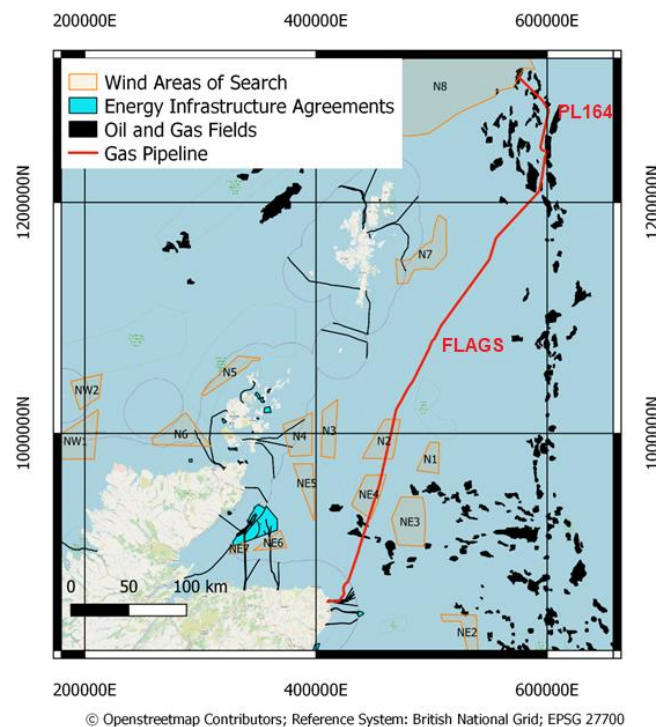 200000E 400000E 600000E
Wind Areas of Search
Energy Infrastructure Agreements
Oil and Gas Fields
Gas Pipeline
N8
PL164
1200000N 1200000N
N7
FLAGS
N5
NW2
NW1 N6 N4 N3 N2
1000000N 1000000N
N1
NE5 NE4
NE3
NE7 NE6
0 50 100 km
NE2
200000E 400000E 600000E
© Openstreetmap Contributors; Reference System: British National Grid; EPSG 27700